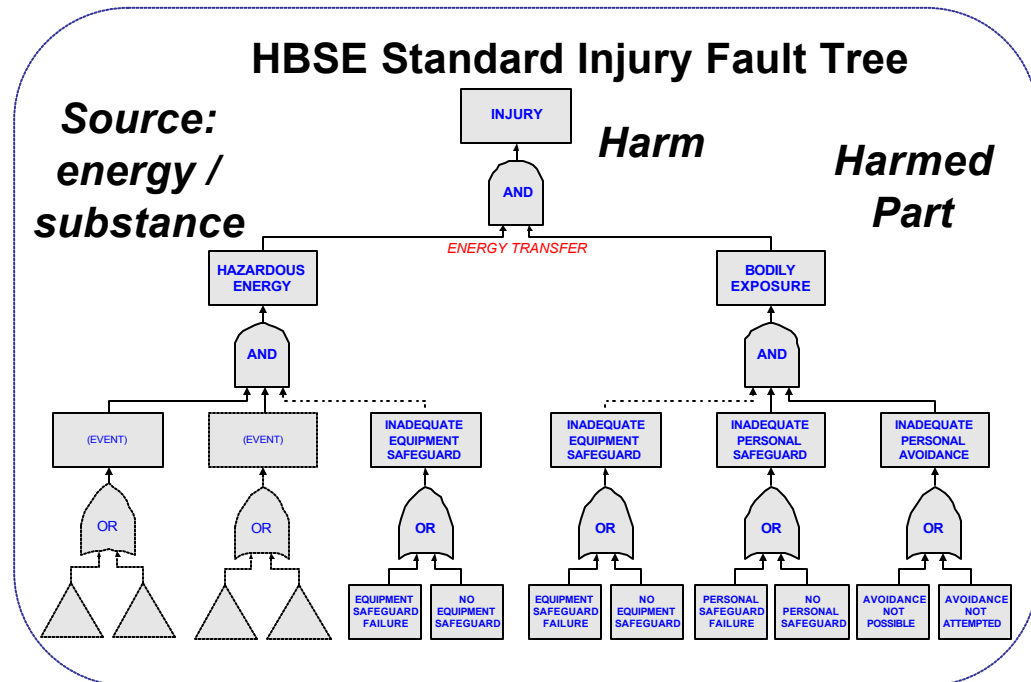 HBSE Standard Injury Fault Tree
Source:
energy /
substance
INJURY
Harm
Harmed
Part
AND
ENERGY TRANSFER
HAZARDOUS
ENERGY
BODILY
EXPOSURE
AND
AND
(EVENT)
(EVENT)
INADEQUATE
EQUIPMENT
SAFEGUARD
INADEQUATE
EQUIPMENT
SAFEGUARD
INADEQUATE
PERSONAL
SAFEGUARD
INADEQUATE
PERSONAL
AVOIDANCE
OR
OR
OR
OR
OR
OR
EQUIPMENT
SAFEGUARD
FAILURE
NO
EQUIPMENT
SAFEGUARD
EQUIPMENT
SAFEGUARD
FAILURE
NO
EQUIPMENT
SAFEGUARD
PERSONAL
SAFEGUARD
FAILURE
NO
PERSONAL
SAFEGUARD
AVOIDANCE
NOT
POSSIBLE
AVOIDANCE
NOT
ATTEMPTED